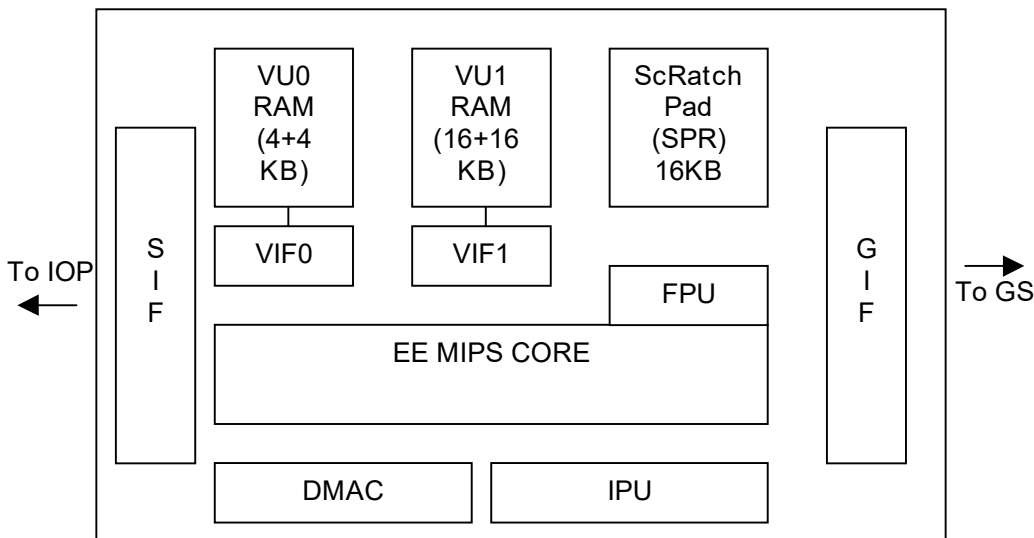 VU0
RAM
(4+4
KB)
VU1
RAM
(16+16
KB)
ScRatch
Pad
(SPR)
16KB
S
I
F
VIF0
VIF1
G
I
F
To IOP
To GS
FPU
EE MIPS CORE
DMAC
IPU